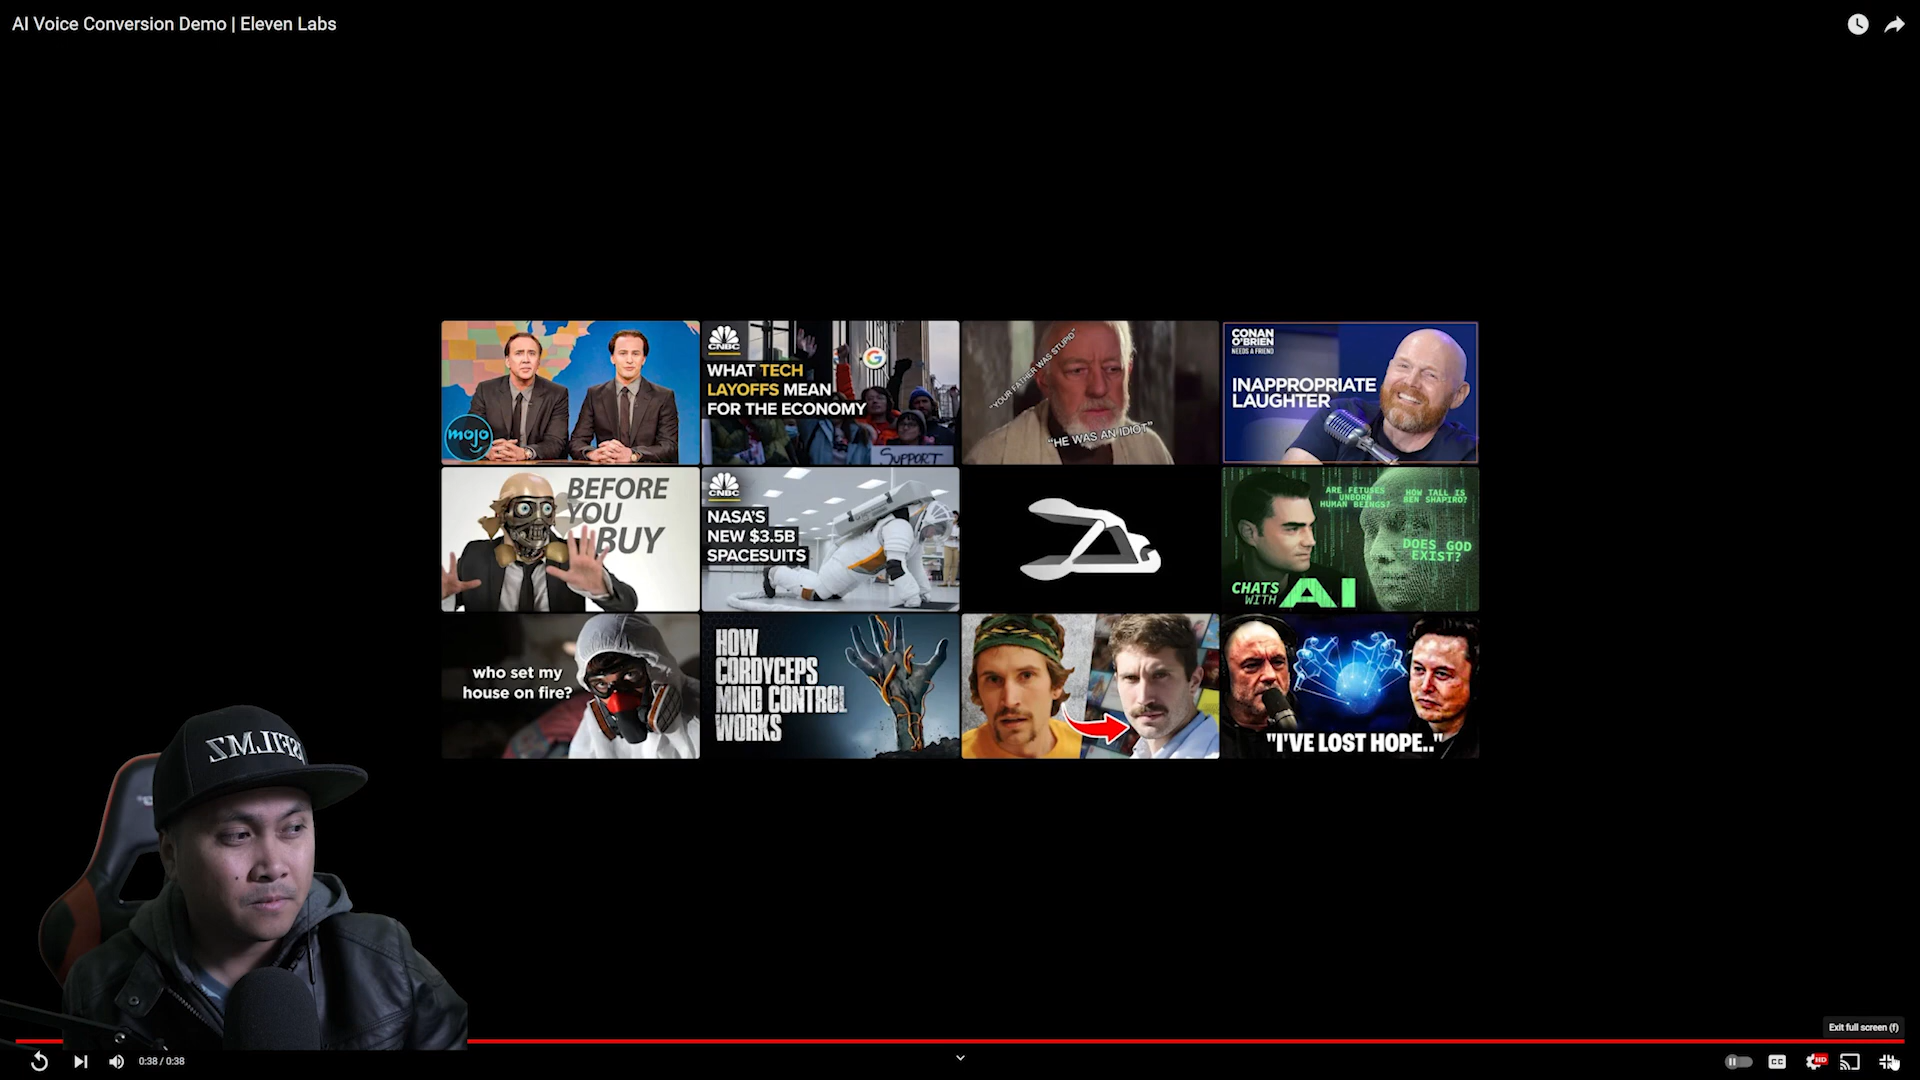 AI Voice Conversion Demo | Eleven Labs
mojo
CNBC
WHAT TECH
LAYOFFS MEAN
FOR THE ECONOMY
G
SUPPORT
"YOUR FATHER WAS STUPID"
"HE WAS AN IDIOT"
CONAN
O'BRIEN
NEEDS A FRIEND
INAPPROPRIATE
LAUGHTER
BEFORE
YOU
BUY
CNBC
NASA'S
NEW $3.5B
SPACESUITS
ARE FETUSES
UNBORN
HUMAN BEINGS?
HOW TALL IS
BEN SHAPIRO?
DOES GOD
EXIST?
CHATS
WITH AI
who set my
house on fire?
HOW
CORDYCEPS
MIND CONTROL
WORKS
"I'VE LOST HOPE.."
Exit full screen (f)
0:38 / 0:38
CC
HD